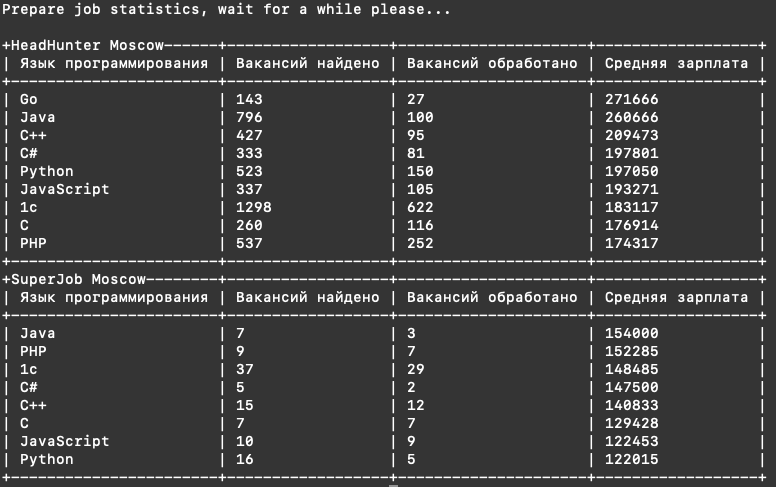 Prepare job statistics, wait for a while please...
+HeadHunter Moscow------+------------------+---------------------+------------------+
| Язык программирования | Вакансий найдено | Вакансий обработано | Средняя зарплата |
+-----------------------+------------------+---------------------+------------------+
| Go                    | 143              | 27                  | 271666           |
| Java                  | 796              | 100                 | 260666           |
| C++                   | 427              | 95                  | 209473           |
| C#                    | 333              | 81                  | 197801           |
| Python                | 523              | 150                 | 197050           |
| JavaScript            | 337              | 105                 | 193271           |
| 1c                    | 1298             | 622                 | 183117           |
| C                     | 260              | 116                 | 176914           |
| PHP                   | 537              | 252                 | 174317           |
+-----------------------+------------------+---------------------+------------------+
+SuperJob Moscow--------+------------------+---------------------+------------------+
| Язык программирования | Вакансий найдено | Вакансий обработано | Средняя зарплата |
+-----------------------+------------------+---------------------+------------------+
| Java                  | 7                | 3                   | 154000           |
| PHP                   | 9                | 7                   | 152285           |
| 1c                    | 37               | 29                  | 148485           |
| C#                    | 5                | 2                   | 147500           |
| C++                   | 15               | 12                  | 140833           |
| C                     | 7                | 7                   | 129428           |
| JavaScript            | 10               | 9                   | 122453           |
| Python                | 16               | 5                   | 122015           |
+-----------------------+------------------+---------------------+------------------+